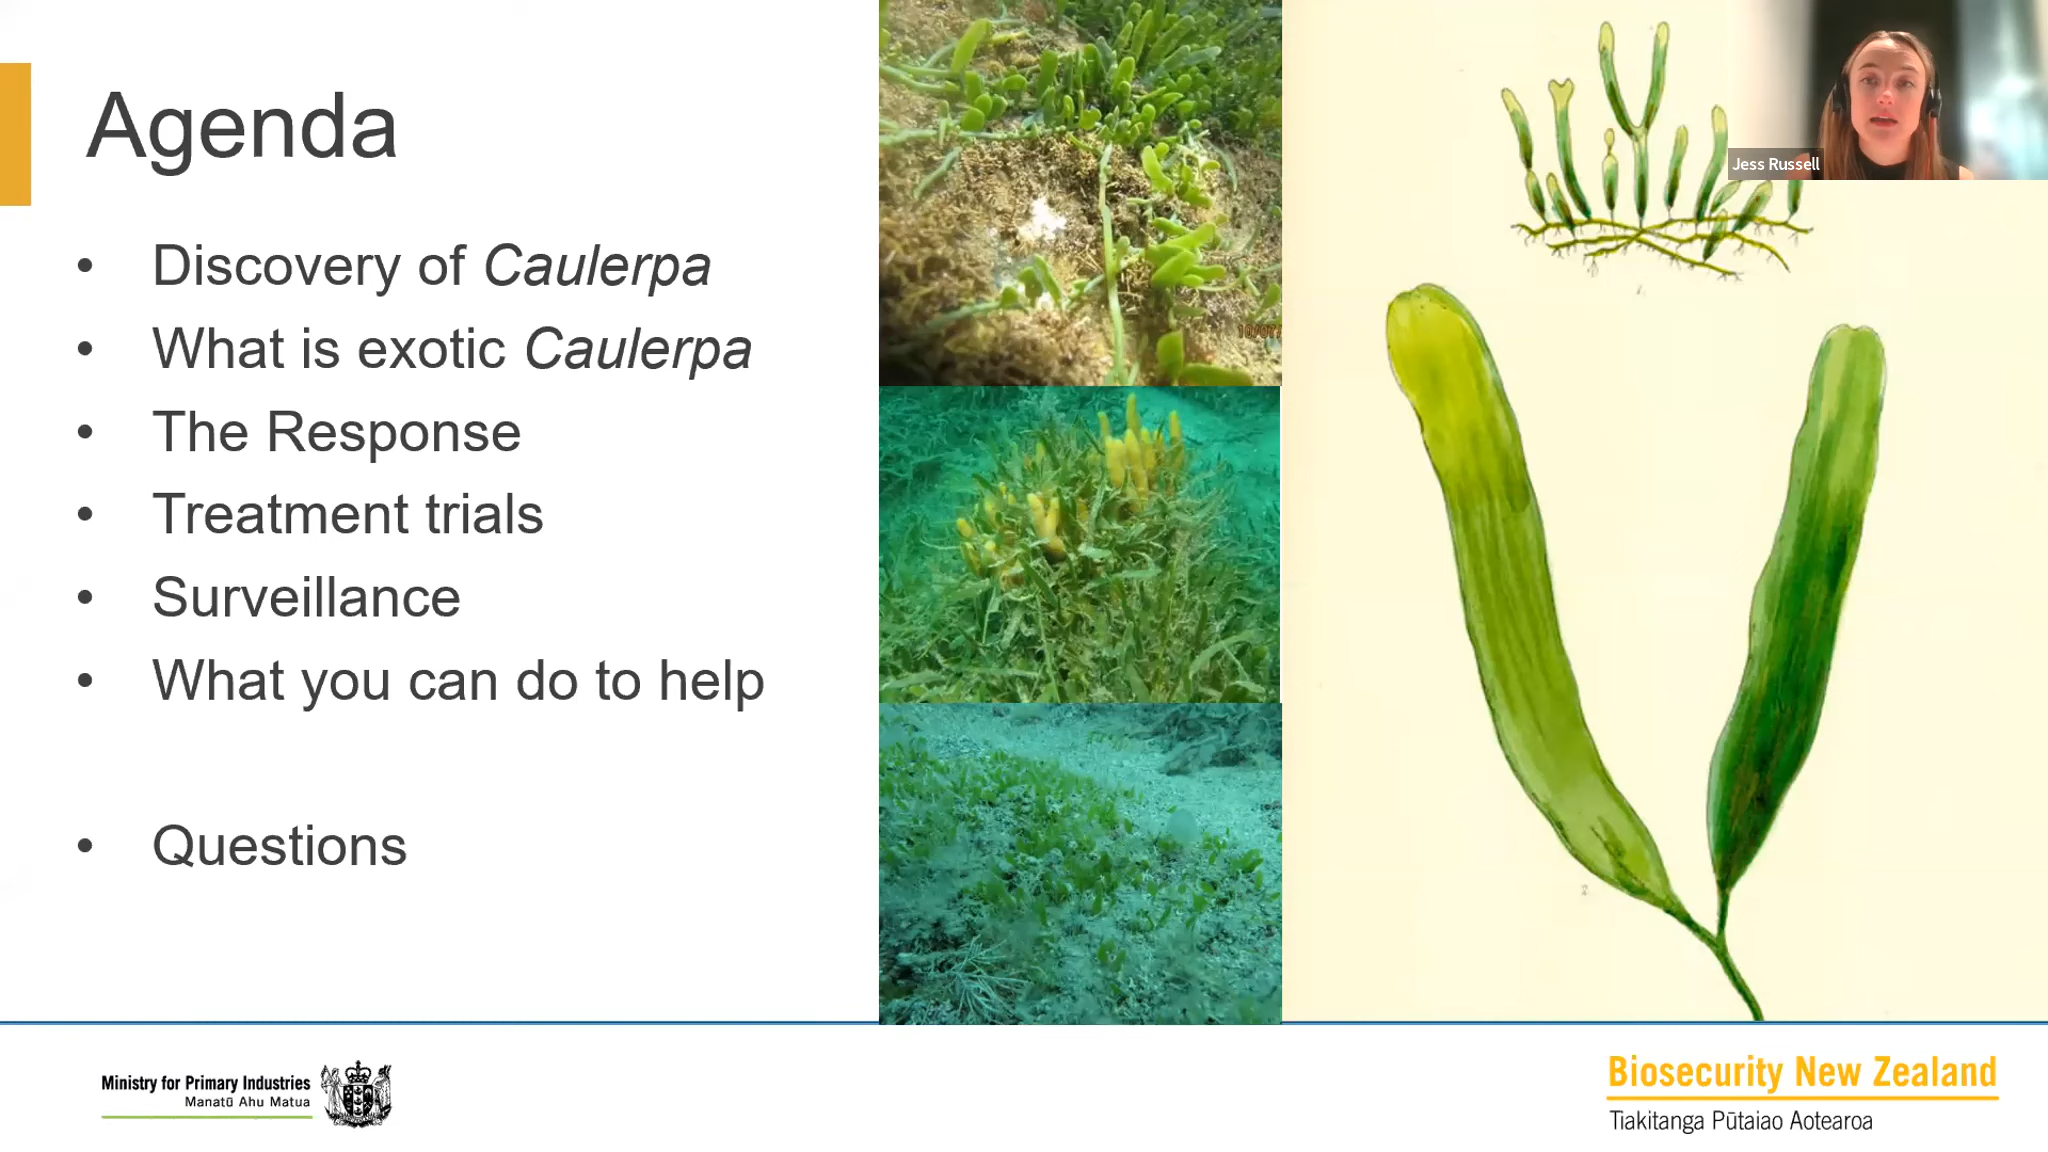 Agenda
• Discovery of Caulerpa
• What is exotic Caulerpa
• The Response
• Treatment trials
• Surveillance
• What you can do to help
• Questions
Jess Russell
Ministry for Primary Industries
Manatū Ahu Matua
Biosecurity New Zealand
Tiakitanga Pūtaiao Aotearoa